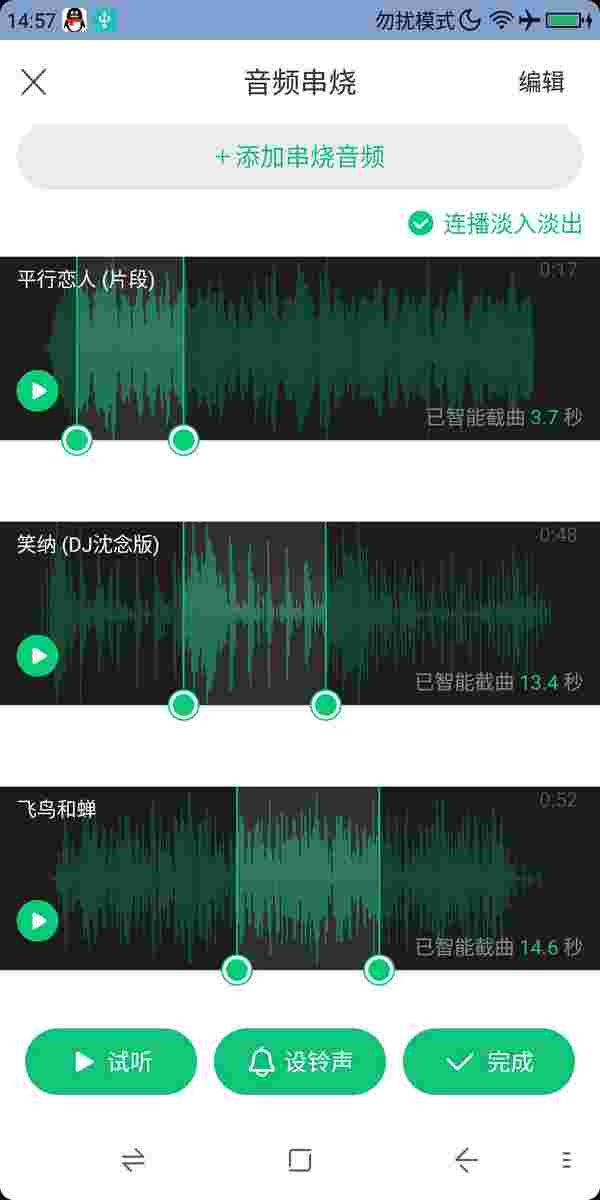 14:57
勿扰模式
音频串烧
编辑
+添加串烧音频
连播淡入淡出
平行恋人 (片段)
0:17
已智能截曲 3.7 秒
笑纳 (DJ沈念版)
0:48
已智能截曲 13.4 秒
飞鸟和蝉
0:52
已智能截曲 14.6 秒
试听
设铃声
完成